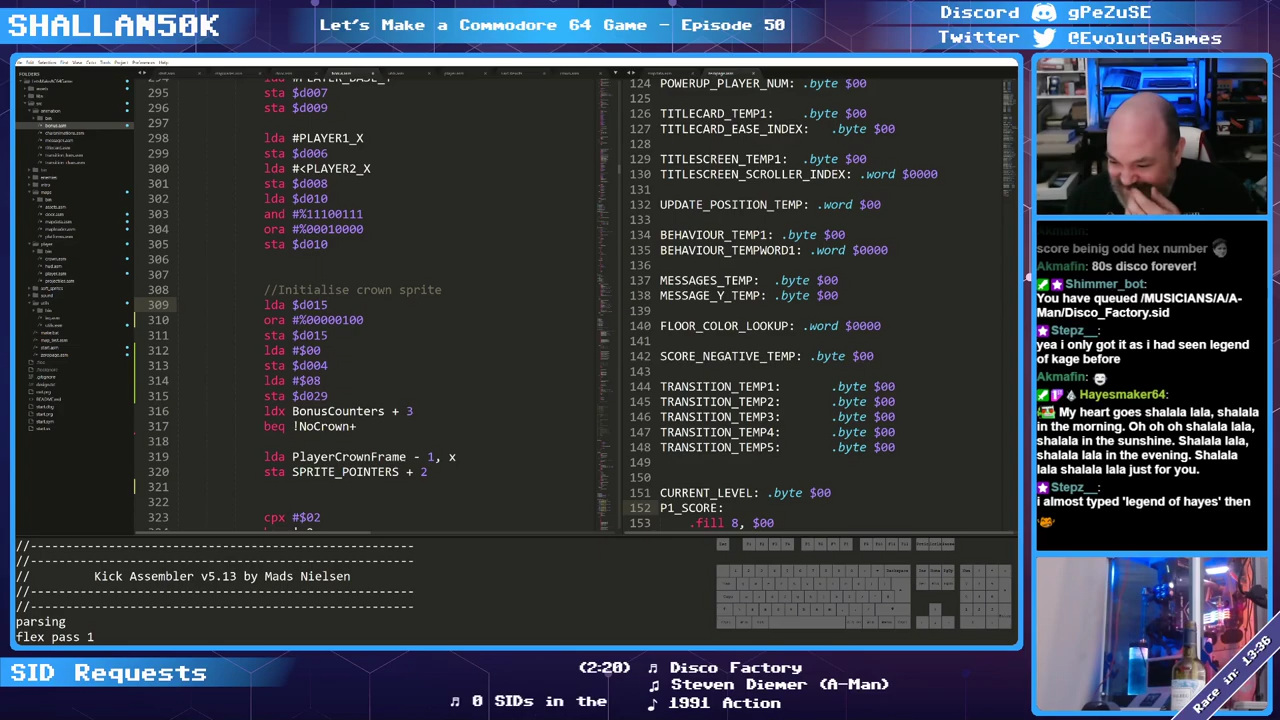 SHALLAN50K
Let's Make a Commodore 64 Game - Episode 50
Discord gPeZuSE
Twitter @EvoluteGames
FOLDERS
295 sta $d007
296 sta $d009
297
298 lda #PLAYER1_X
299 sta $d006
300 lda #<PLAYER2_X
301 sta $d008
302 lda $d010
303 and #%11100111
304 ora #%00010000
305 sta $d010
306
307
308 //Initialise crown sprite
309 lda $d015
310 ora #%00000100
311 sta $d015
312 lda #$00
313 sta $d004
314 lda #$08
315 sta $d029
316 ldx BonusCounters + 3
317 beq !NoCrown+
318
319 lda PlayerCrownFrame - 1, x
320 sta SPRITE_POINTERS + 2
321
322
323 cpx #$02
124 POWERUP_PLAYER_NUM: .byte $00
125
126 TITLECARD_TEMP1: .byte $00
127 TITLECARD_EASE_INDEX: .byte $00
128
129 TITLESCREEN_TEMP1: .byte $00
130 TITLESCREEN_SCROLLER_INDEX: .word $0000
131
132 UPDATE_POSITION_TEMP: .word $00
133
134 BEHAVIOUR_TEMP1: .byte $00
135 BEHAVIOUR_TEMPWORD1: .word $0000
136
137 MESSAGES_TEMP: .byte $00
138 MESSAGE_Y_TEMP: .byte $00
139
140 FLOOR_COLOR_LOOKUP: .word $0000
141
142 SCORE_NEGATIVE_TEMP: .byte $00
143
144 TRANSITION_TEMP1: .byte $00
145 TRANSITION_TEMP2: .byte $00
146 TRANSITION_TEMP3: .byte $00
147 TRANSITION_TEMP4: .byte $00
148 TRANSITION_TEMP5: .byte $00
149
150
151 CURRENT_LEVEL: .byte $00
152 P1_SCORE:
153 .fill 8, $00
//------------------------------------------------------
//------------------------------------------------------
// Kick Assembler v5.13 by Mads Nielsen
//------------------------------------------------------
//------------------------------------------------------
parsing
flex pass 1
score beinig odd hex number
Akmafin: 80s disco forever!
Shimmer_bot:
You have queued /MUSICIANS/A/A-
Man/Disco_Factory.sid
Stepz__:
yea i only got it as i had seen legend
of kage before
Akmafin:
Hayesmaker64:
My heart goes shalala lala, shalala
in the morning. Oh oh oh shalala lala,
shalala in the sunshine. Shalala lala,
shalala lala in the evening. Shalala
lala shalala lala just for you.
Stepz__:
i almost typed 'legend of hayes' then
SID Requests
(2:20) Disco Factory
Steven Diemer (A-Man)
0 SIDs in the
1991 Action
Race in: 13:36